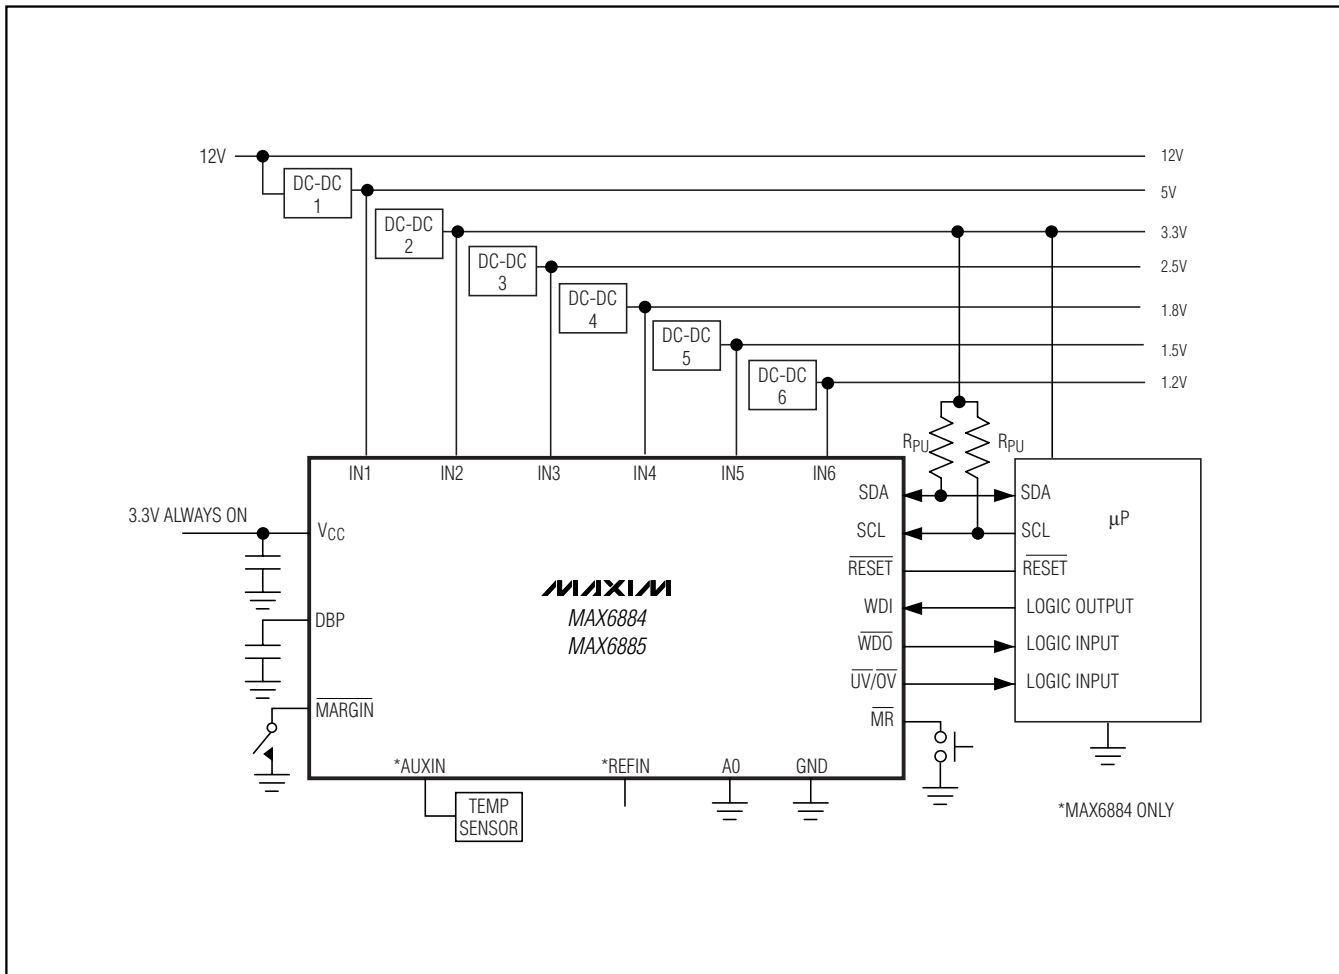 12V
12V
DC-DC
1
5V
DC-DC
2
3.3V
DC-DC
3
2.5V
DC-DC
4
1.8V
DC-DC
5
1.5V
DC-DC
6
1.2V
RPU
RPU
IN1
IN2
IN3
IN4
IN5
IN6
3.3V ALWAYS ON
VCC
DBP
MARGIN
MAXIM
MAX6884
MAX6885
SDA
SCL
RESET
WDI
WDO
UV/OV
MR
SDA
μP
SCL
RESET
LOGIC OUTPUT
LOGIC INPUT
LOGIC INPUT
*AUXIN
*REFIN
A0
GND
TEMP
SENSOR
*MAX6884 ONLY